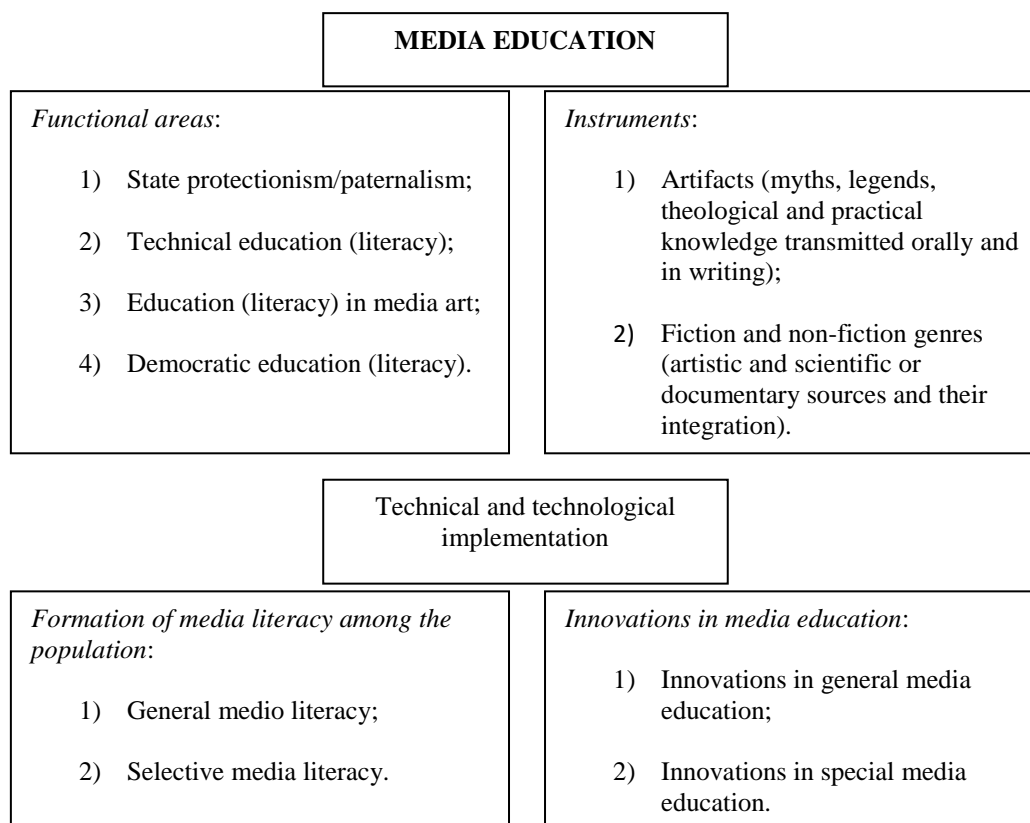 MEDIA EDUCATION
Functional areas:
1) State protectionism/paternalism;
2) Technical education (literacy);
3) Education (literacy) in media art;
4) Democratic education (literacy).
Instruments:
1) Artifacts (myths, legends,
theological and practical
knowledge transmitted orally and
in writing);
2) Fiction and non-fiction genres
(artistic and scientific or
documentary sources and their
integration).
Technical and technological
implementation
Formation of media literacy among the
population:
1) General medio literacy;
2) Selective media literacy.
Innovations in media education:
1) Innovations in general media
education;
2) Innovations in special media
education.